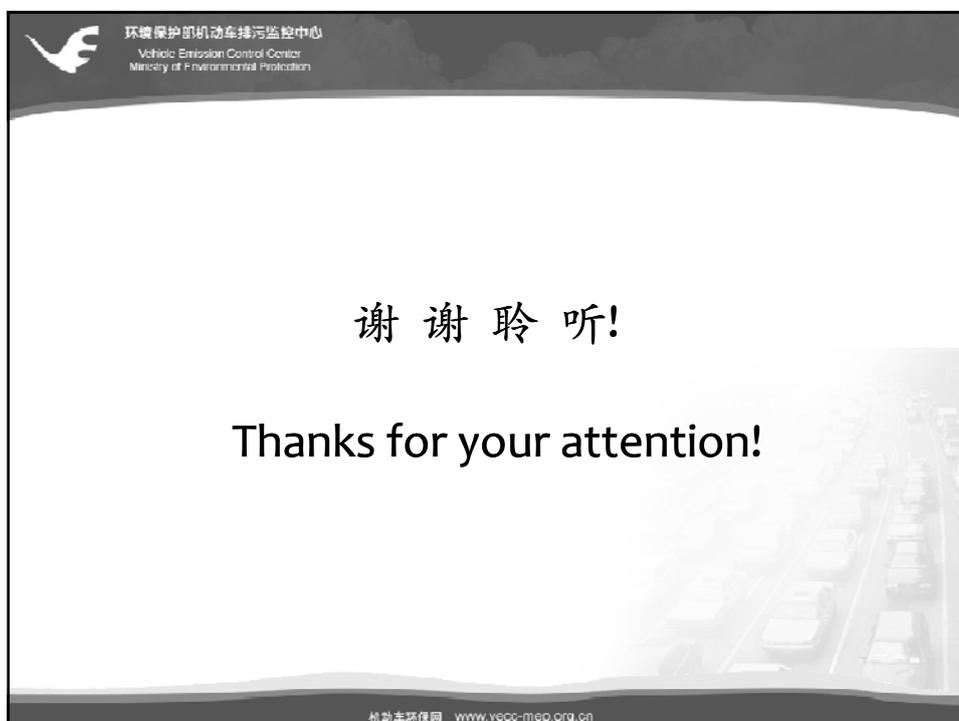 环境保护部机动车排污监控中心
Vehicle Emission Control Center
Ministry of Environmental Protection
谢 谢 聆 听!
Thanks for your attention!
机动车环保网 www.vecc-mep.org.cn